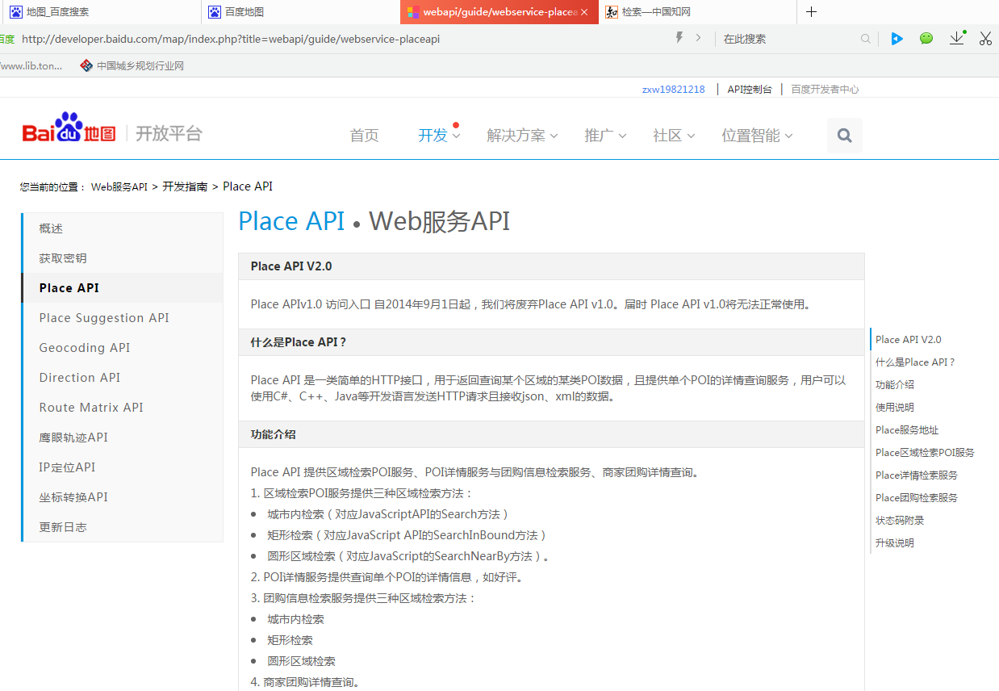 地图_百度搜索
百度地图
webapi/guide/webservice-placea
检索—中国知网
百度 http://developer.baidu.com/map/index.php?title=webapi/guide/webservice-placeapi
在此搜索
/www.lib.ton...
中国城乡规划行业网
zxw19821218 | API控制台 | 百度开发者中心
Baidu地图 | 开放平台
首页 开发 解决方案 推广 社区 位置智能
您当前的位置： Web服务API > 开发指南 > Place API
概述
获取密钥
Place API
Place Suggestion API
Geocoding API
Direction API
Route Matrix API
鹰眼轨迹API
IP定位API
坐标转换API
更新日志
Place API • Web服务API
Place API V2.0
Place APIv1.0 访问入口 自2014年9月1日起，我们将废弃Place API v1.0。届时 Place API v1.0将无法正常使用。
什么是Place API？
Place API 是一类简单的HTTP接口，用于返回查询某个区域的某类POI数据，且提供单个POI的详情查询服务，用户可以
使用C#、C++、Java等开发语言发送HTTP请求且接收json、xml的数据。
功能介绍
Place API 提供区域检索POI服务、POI详情服务与团购信息检索服务、商家团购详情查询。
1. 区域检索POI服务提供三种区域检索方法：
• 城市内检索（对应JavaScriptAPI的Search方法）
• 矩形检索（对应JavaScript API的SearchInBound方法）
• 圆形区域检索（对应JavaScript的SearchNearBy方法）。
2. POI详情服务提供查询单个POI的详情信息，如好评。
3. 团购信息检索服务提供三种区域检索方法：
• 城市内检索
• 矩形检索
• 圆形区域检索
4. 商家团购详情查询。
Place API V2.0
什么是Place API？
功能介绍
使用说明
Place服务地址
Place区域检索POI服务
Place详情检索服务
Place团购检索服务
状态码附录
升级说明